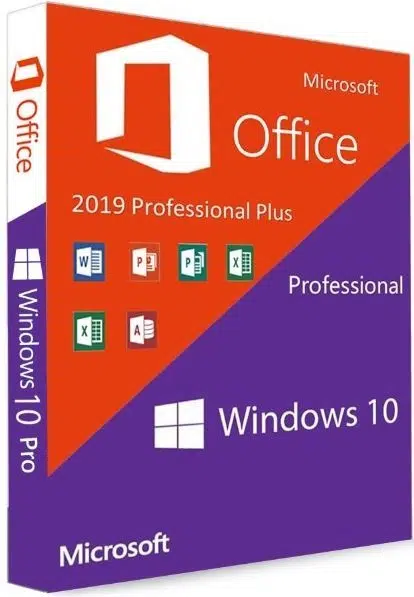 Office
Windows 10 Pro
Microsoft
Office
2019 Professional Plus
W
P
P
X
X
A
Professional
Windows 10
Microsoft